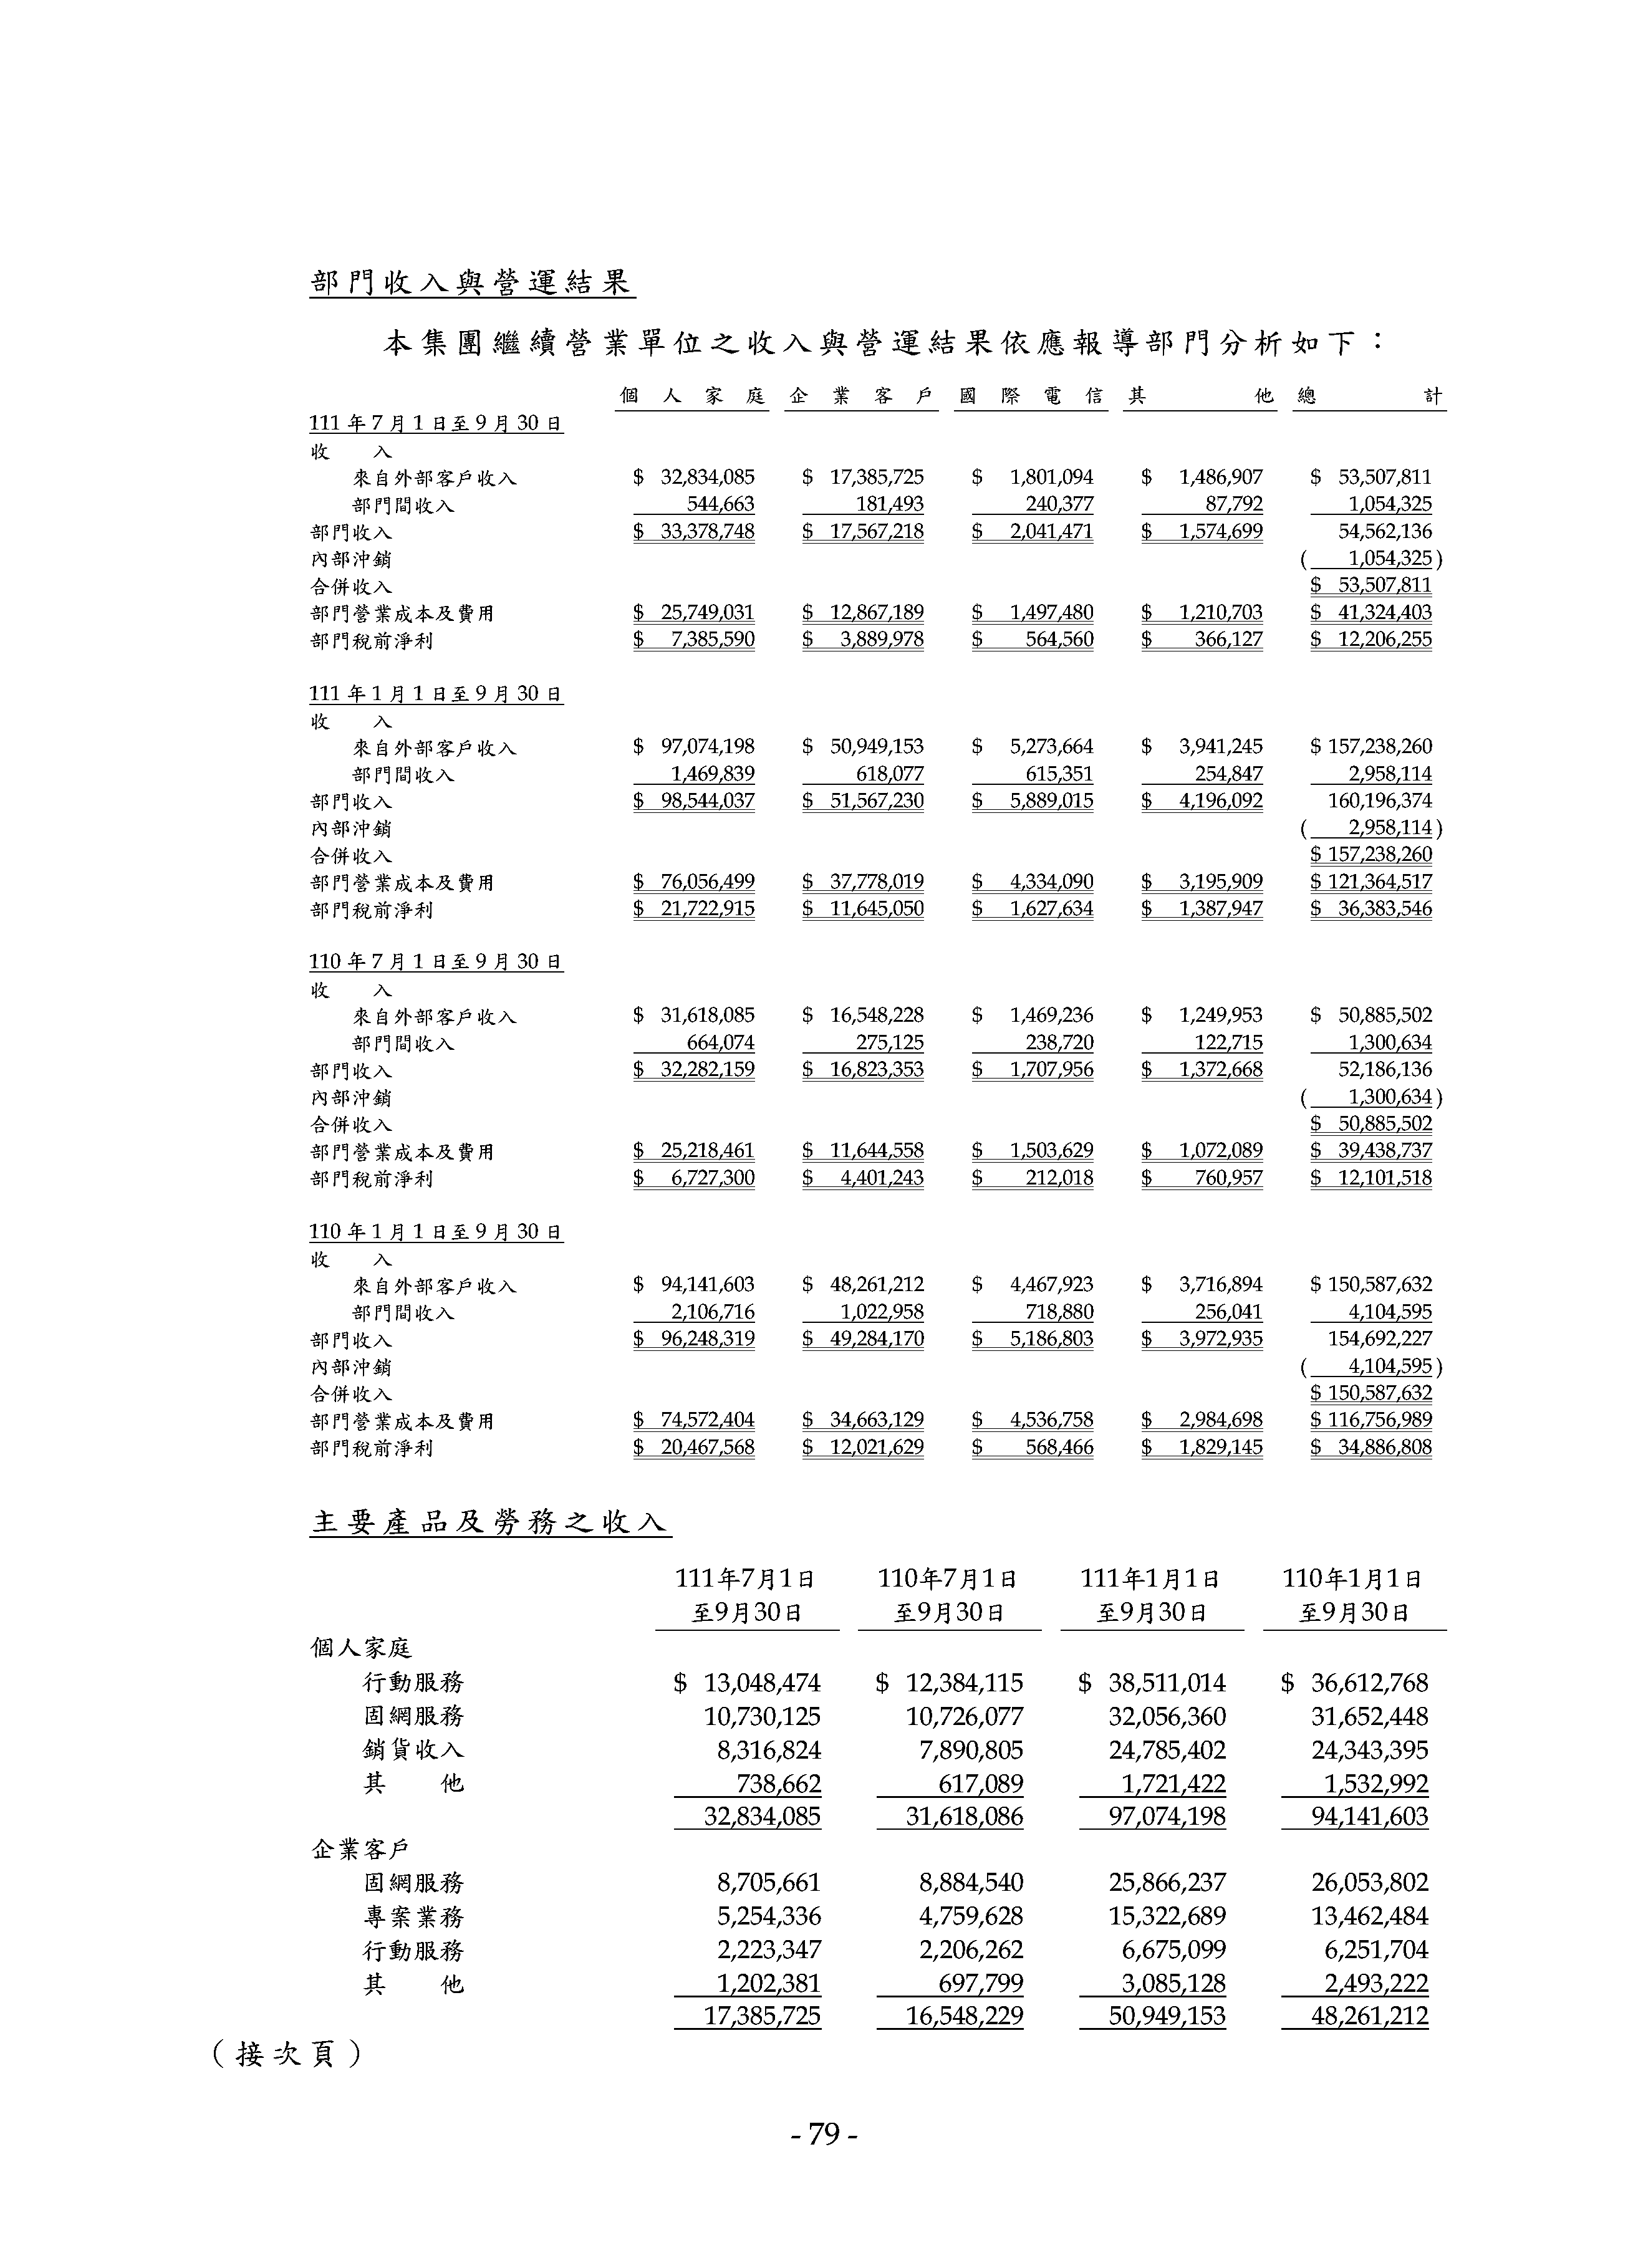 部門收入與營運結果
本集團繼續營業單位之收入與營運結果依應報導部門分析如下：
個人家庭 企業客戶 國際電信 其他 總計
111年7月1日至9月30日
收 入
來自外部客戶收入 $ 32,834,085 $ 17,385,725 $ 1,801,094 $ 1,486,907 $ 53,507,811
部門間收入 544,663 181,493 240,377 87,792 1,054,325
部門收入 $ 33,378,748 $ 17,567,218 $ 2,041,471 $ 1,574,699 54,562,136
內部沖銷 ( 1,054,325)
合併收入 $ 53,507,811
部門營業成本及費用 $ 25,749,031 $ 12,867,189 $ 1,497,480 $ 1,210,703 $ 41,324,403
部門稅前淨利 $ 7,385,590 $ 3,889,978 $ 564,560 $ 366,127 $ 12,206,255
111年1月1日至9月30日
收 入
來自外部客戶收入 $ 97,074,198 $ 50,949,153 $ 5,273,664 $ 3,941,245 $ 157,238,260
部門間收入 1,469,839 618,077 615,351 254,847 2,958,114
部門收入 $ 98,544,037 $ 51,567,230 $ 5,889,015 $ 4,196,092 160,196,374
內部沖銷 ( 2,958,114)
合併收入 $ 157,238,260
部門營業成本及費用 $ 76,056,499 $ 37,778,019 $ 4,334,090 $ 3,195,909 $ 121,364,517
部門稅前淨利 $ 21,722,915 $ 11,645,050 $ 1,627,634 $ 1,387,947 $ 36,383,546
110年7月1日至9月30日
收 入
來自外部客戶收入 $ 31,618,085 $ 16,548,228 $ 1,469,236 $ 1,249,953 $ 50,885,502
部門間收入 664,074 275,125 238,720 122,715 1,300,634
部門收入 $ 32,282,159 $ 16,823,353 $ 1,707,956 $ 1,372,668 52,186,136
內部沖銷 ( 1,300,634)
合併收入 $ 50,885,502
部門營業成本及費用 $ 25,218,461 $ 11,644,558 $ 1,503,629 $ 1,072,089 $ 39,438,737
部門稅前淨利 $ 6,727,300 $ 4,401,243 $ 212,018 $ 760,957 $ 12,101,518
110年1月1日至9月30日
收 入
來自外部客戶收入 $ 94,141,603 $ 48,261,212 $ 4,467,923 $ 3,716,894 $ 150,587,632
部門間收入 2,106,716 1,022,958 718,880 256,041 4,104,595
部門收入 $ 96,248,319 $ 49,284,170 $ 5,186,803 $ 3,972,935 154,692,227
內部沖銷 ( 4,104,595)
合併收入 $ 150,587,632
部門營業成本及費用 $ 74,572,404 $ 34,663,129 $ 4,536,758 $ 2,984,698 $ 116,756,989
部門稅前淨利 $ 20,467,568 $ 12,021,629 $ 568,466 $ 1,829,145 $ 34,886,808
主要產品及勞務之收入
111年7月1日 110年7月1日 111年1月1日 110年1月1日
至9月30日 至9月30日 至9月30日 至9月30日
個人家庭
行動服務 $ 13,048,474 $ 12,384,115 $ 38,511,014 $ 36,612,768
固網服務 10,730,125 10,726,077 32,056,360 31,652,448
銷貨收入 8,316,824 7,890,805 24,785,402 24,343,395
其 他 738,662 617,089 1,721,422 1,532,992
32,834,085 31,618,086 97,074,198 94,141,603
企業客戶
固網服務 8,705,661 8,884,540 25,866,237 26,053,802
專案業務 5,254,336 4,759,628 15,322,689 13,462,484
行動服務 2,223,347 2,206,262 6,675,099 6,251,704
其 他 1,202,381 697,799 3,085,128 2,493,222
17,385,725 16,548,229 50,949,153 48,261,212
（接次頁）
- 79 -